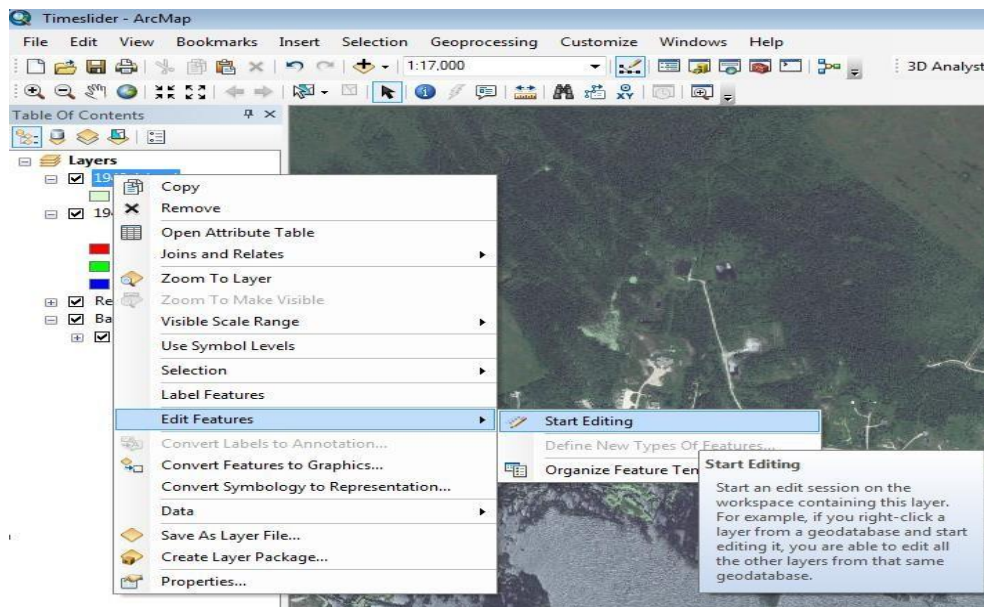 Timeslider - ArcMap
File Edit View Bookmarks Insert Selection Geoprocessing Customize Windows Help
1:17,000
3D Analyst
Table Of Contents
Layers
Copy
Remove
Open Attribute Table
Joins and Relates
Zoom To Layer
Zoom To Make Visible
Visible Scale Range
Use Symbol Levels
Selection
Label Features
Edit Features
Start Editing
Convert Labels to Annotation...
Define New Types Of Features...
Convert Features to Graphics...
Organize Feature Tem
Convert Symbology to Representation...
Data
Save As Layer File...
Create Layer Package...
Properties...
Start Editing
Start an edit session on the
workspace containing this layer.
For example, if you right-click a
layer from a geodatabase and start
editing it, you are able to edit all
the other layers from that same
geodatabase.
194
Re
Ba